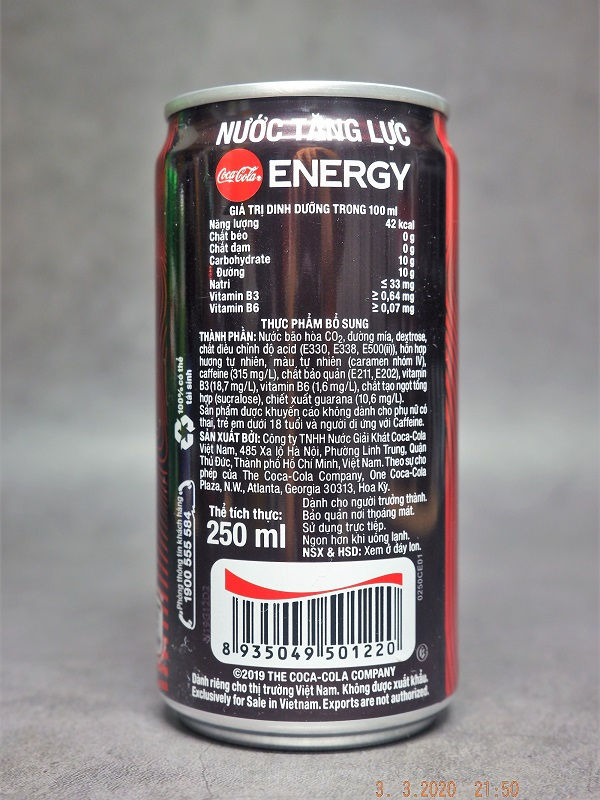 NƯỚC TĂNG LỰC
Coca-Cola ENERGY
GIÁ TRỊ DINH DƯỠNG TRONG 100 ml
Năng lượng 42 kcal
Chất béo 0 g
Chất đạm 0 g
Carbohydrate 10 g
Đường 10 g
Natri ≤ 33 mg
Vitamin B3 ≥ 0,64 mg
Vitamin B6 ≥ 0,07 mg
THỰC PHẨM BỔ SUNG
THÀNH PHẦN: Nước bão hòa CO₂, đường mía, dextrose,
chất điều chỉnh độ acid (E330, E338, E500(ii)), hỗn hợp
hương tự nhiên, màu tự nhiên (caramen nhóm IV),
caffeine (315 mg/L), chất bảo quản (E211, E202), vitamin
B3 (18,7 mg/L), vitamin B6 (1,6 mg/L), chất tạo ngọt tổng
hợp (sucralose), chiết xuất guarana (10,6 mg/L).
Sản phẩm được khuyến cáo không dành cho phụ nữ có
thai, trẻ em dưới 18 tuổi và người dị ứng với Caffeine.
SẢN XUẤT BỞI: Công ty TNHH Nước Giải Khát Coca-Cola
Việt Nam, 485 Xa lộ Hà Nội, Phường Linh Trung, Quận
Thủ Đức, Thành phố Hồ Chí Minh, Việt Nam. Theo sự cho
phép của The Coca-Cola Company, One Coca-Cola
Plaza, N.W., Atlanta, Georgia 30313, Hoa Kỳ.
Thể tích thực:
250 ml
Dành cho người trưởng thành.
Bảo quản nơi thoáng mát.
Sử dụng trực tiếp.
Ngon hơn khi uống lạnh.
NSX & HSD: Xem ở đáy lon.
100% có thể
tái sinh
Phòng thông tin khách hàng
1900 555 584
0250CE01
8 935049 501220
©2019 THE COCA-COLA COMPANY
Dành riêng cho thị trường Việt Nam. Không được xuất khẩu.
Exclusively for Sale in Vietnam. Exports are not authorized.
3. 3.2020 21:50